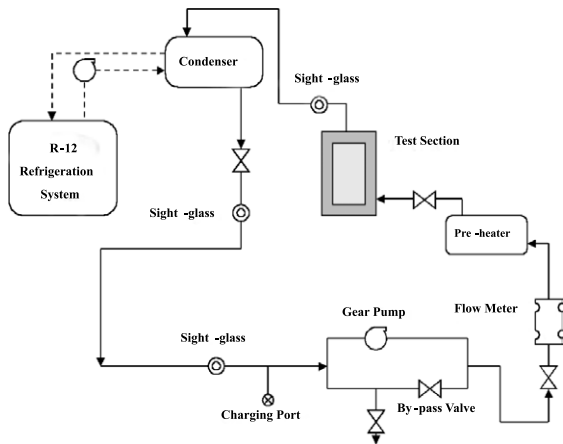 Condenser
Sight -glass
R-12
Refrigeration
System
Test Section
Sight -glass
Pre -heater
Sight -glass
Gear Pump
Flow Meter
By-pass Valve
Charging Port